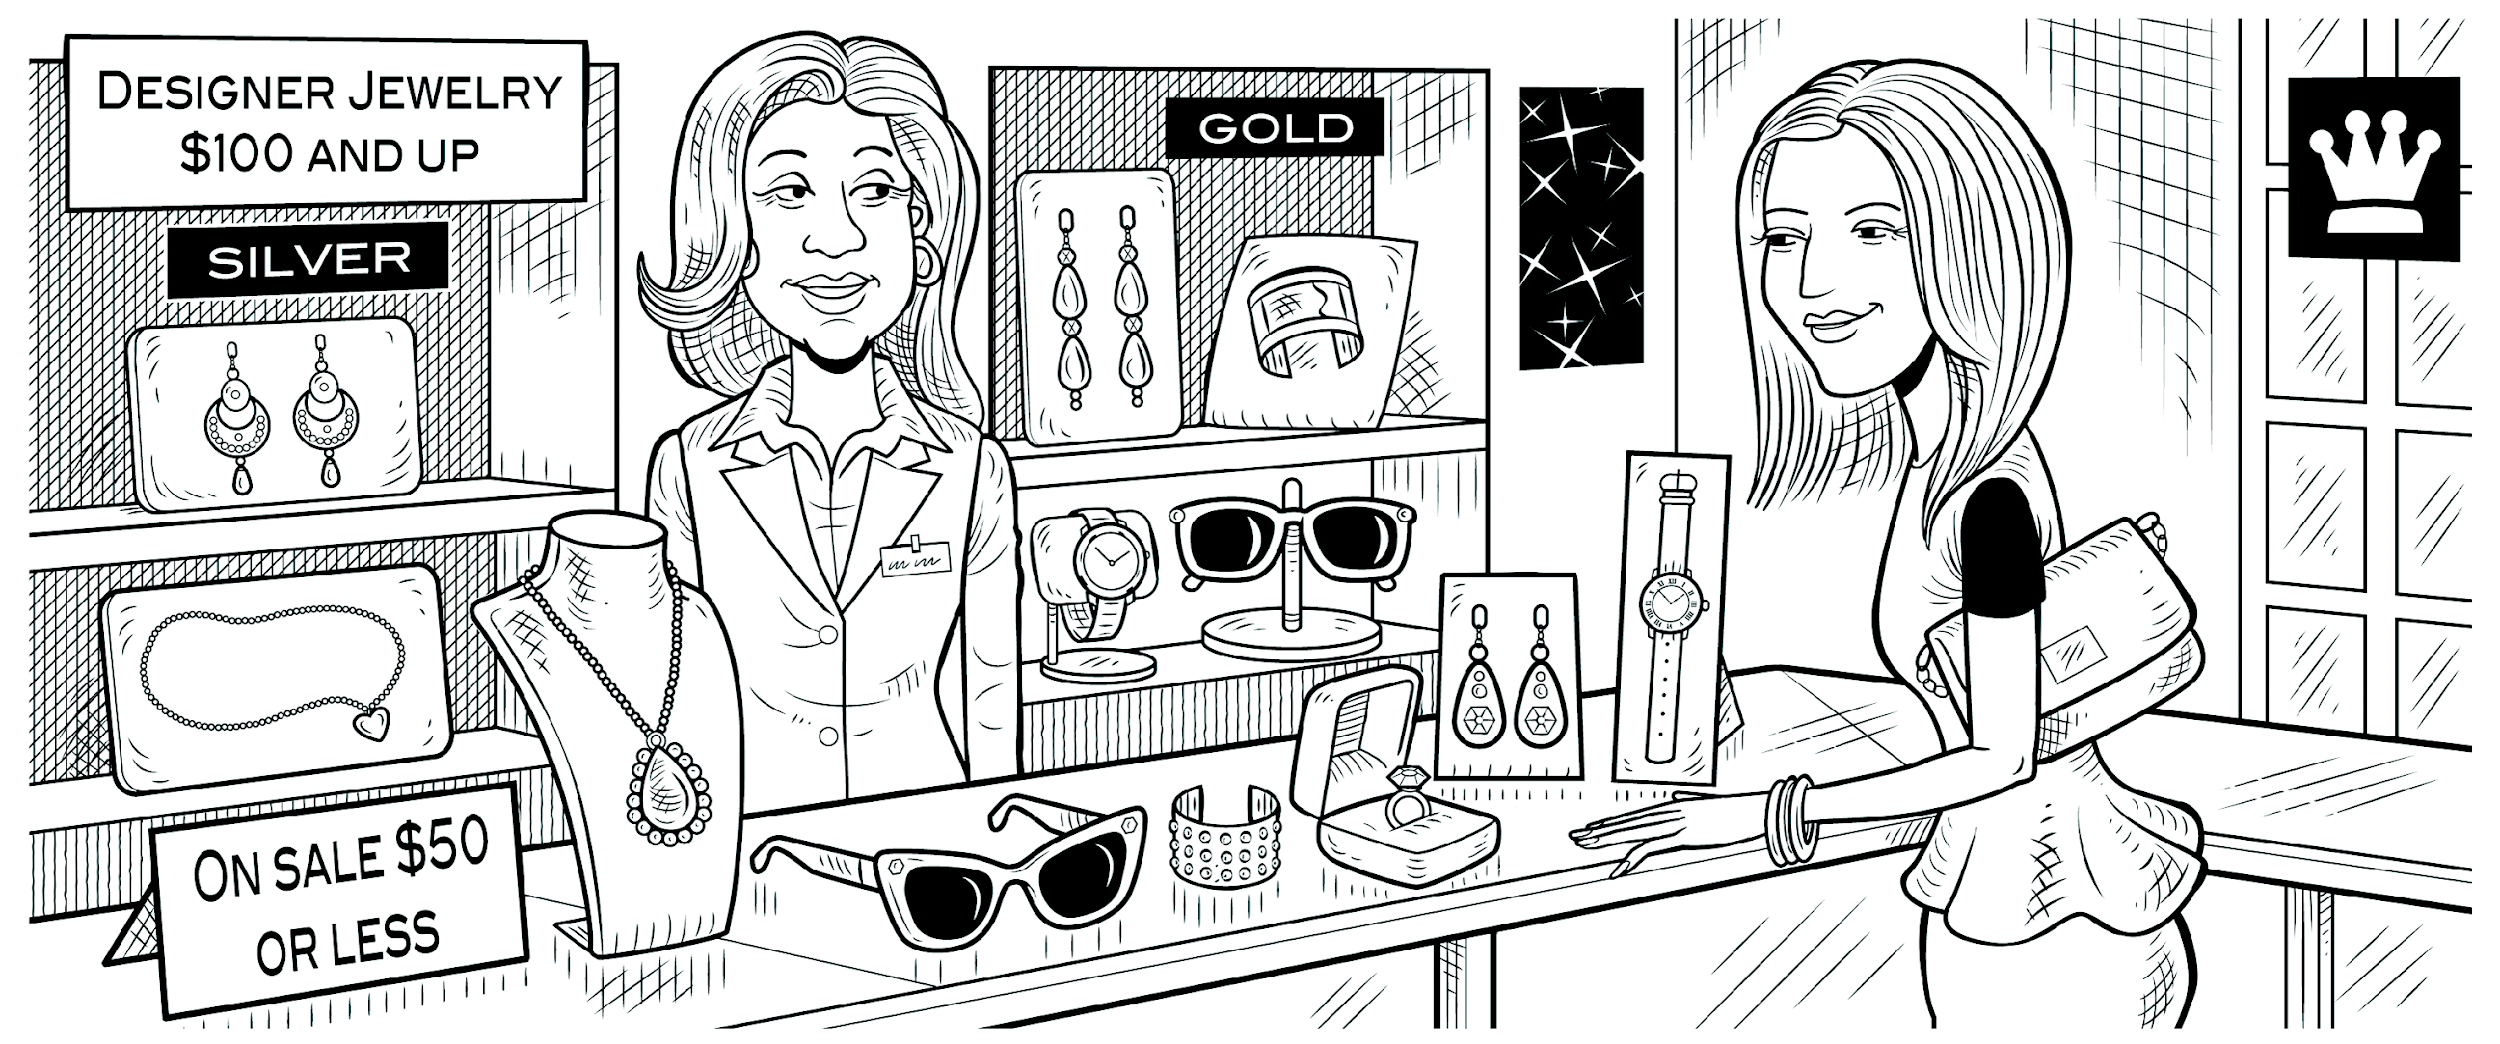 DESIGNER JEWELRY
$100 AND UP
SILVER
GOLD
ON SALE $50
OR LESS